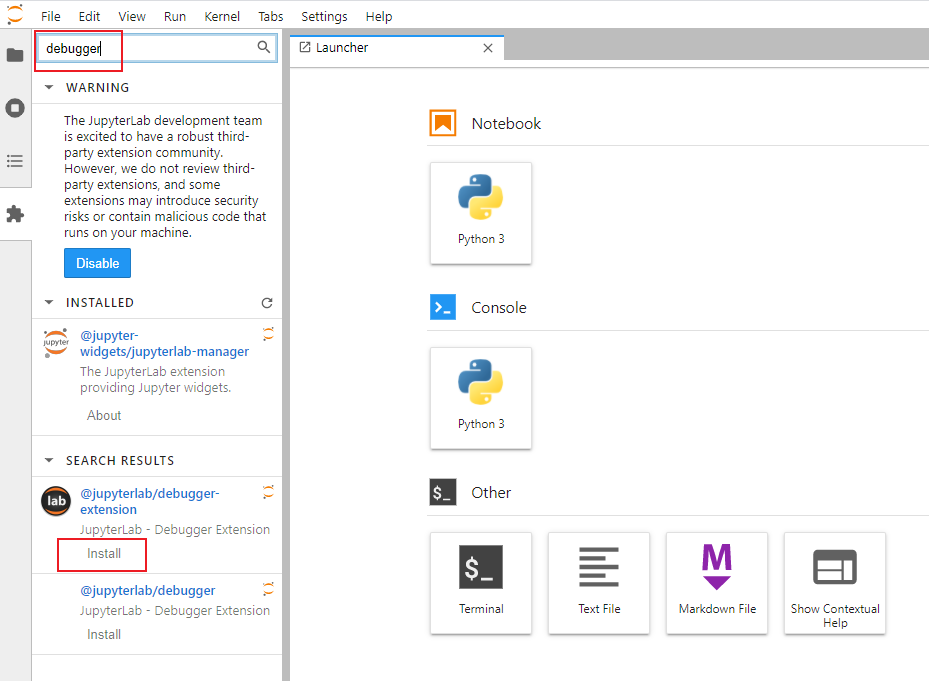 File Edit View Run Kernel Tabs Settings Help
debugger
WARNING
The JupyterLab development team
is excited to have a robust third-
party extension community.
However, we do not review third-
party extensions, and some
extensions may introduce security
risks or contain malicious code that
runs on your machine.
Disable
INSTALLED
jupyter
@jupyter-
widgets/jupyterlab-manager
The JupyterLab extension
providing Jupyter widgets.
About
SEARCH RESULTS
lab
@jupyterlab/debugger-
extension
JupyterLab - Debugger Extension
Install
@jupyterlab/debugger
JupyterLab - Debugger Extension
Install
Launcher
Notebook
Python 3
>_ Console
Python 3
$_ Other
$_
Terminal
Text File
M
Markdown File
Show Contextual
Help